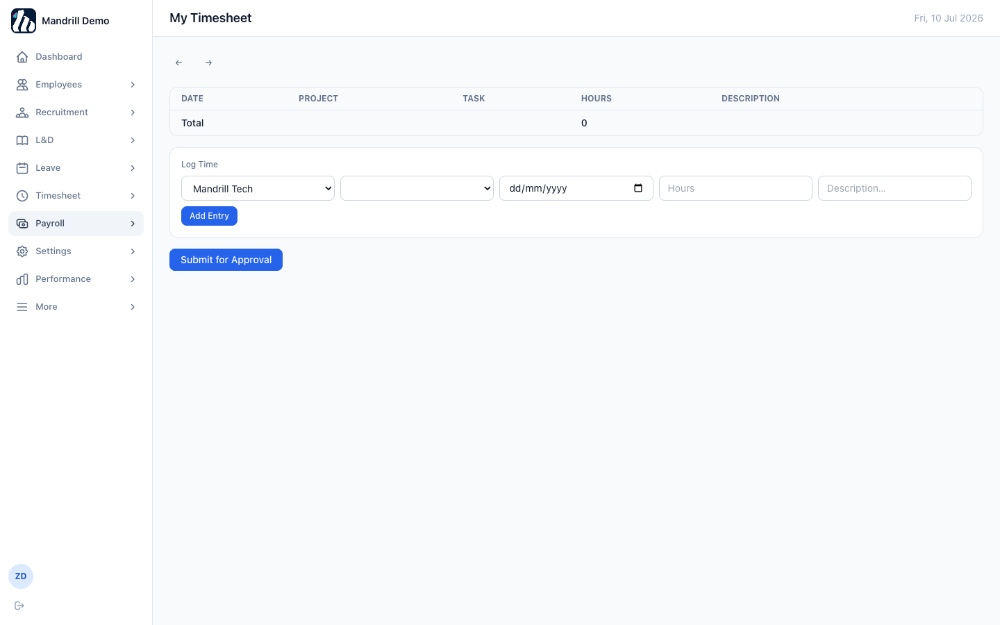 Mandrill Demo
Dashboard
Employees
Recruitment
L&D
Leave
Timesheet
Payroll
Settings
Performance
More
ZD
My Timesheet
Fri, 10 Jul 2026
← →
DATE PROJECT TASK HOURS DESCRIPTION
Total 0
Log Time
Mandrill Tech dd/mm/yyyy Hours Description...
Add Entry
Submit for Approval